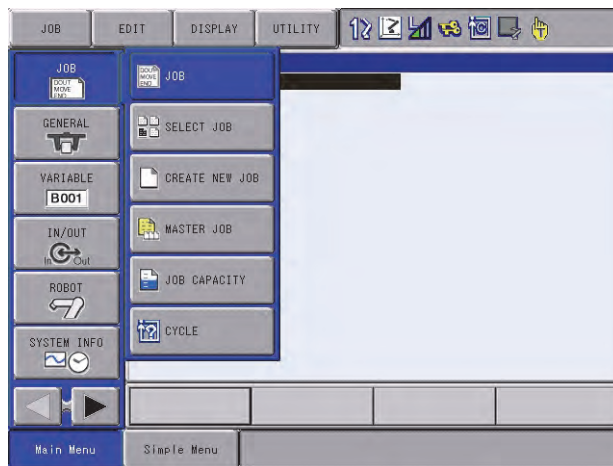 JOB EDIT DISPLAY UTILITY
JOB
DOUT
MOVE
END
JOB
GENERAL
SELECT JOB
VARIABLE
B001
CREATE NEW JOB
IN/OUT
In Out
MASTER JOB
ROBOT
JOB CAPACITY
SYSTEM INFO
CYCLE
Main Menu Simple Menu